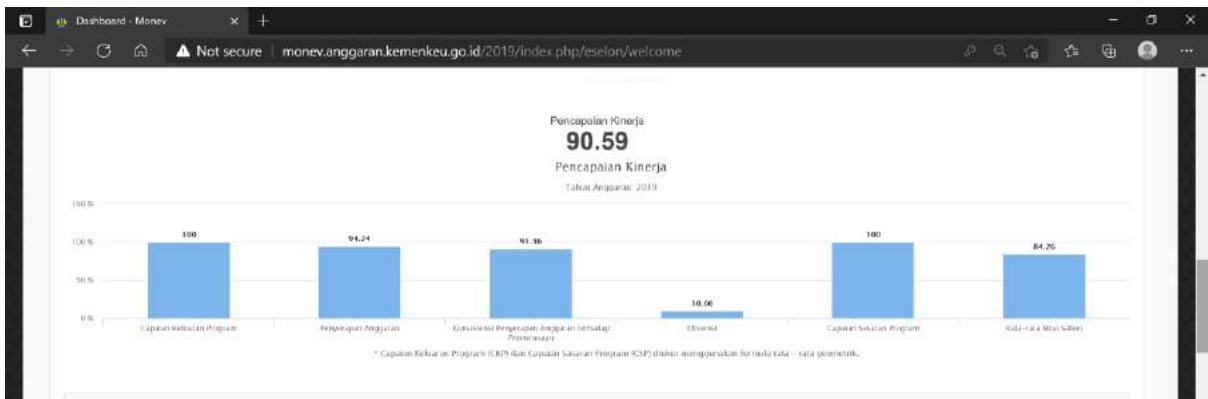 Dashboard - Monev
Not secure monev.anggaran.kemenkeu.go.id/2019/index.php/eselon/welcome
Pencapaian Kinerja
90.59
Pencapaian Kinerja
Tahun Anggaran 2019
150 %
100 %
50 %
0 %
100
94.24
91.36
10.06
100
84.26
Capaian Keluaran Program
Penyerapan Anggaran
Konsistensi Penyerapan Anggaran terhadap
Perencanaan
Efisiensi
Capaian Sasaran Program
Rata-rata Nilai Satker
* Capaian Keluaran Program (CKP) dan Capaian Sasaran Program (CSP) diukur menggunakan formula rata - rata geometrik.